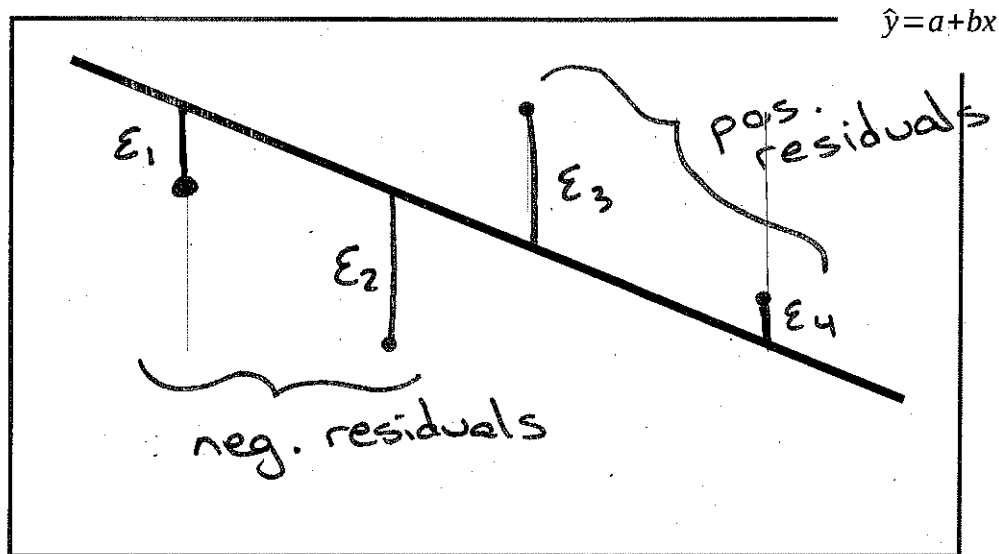 ŷ=a+bx
pos.
residuals
ε₁
ε₂
ε₃
ε₄
neg. residuals